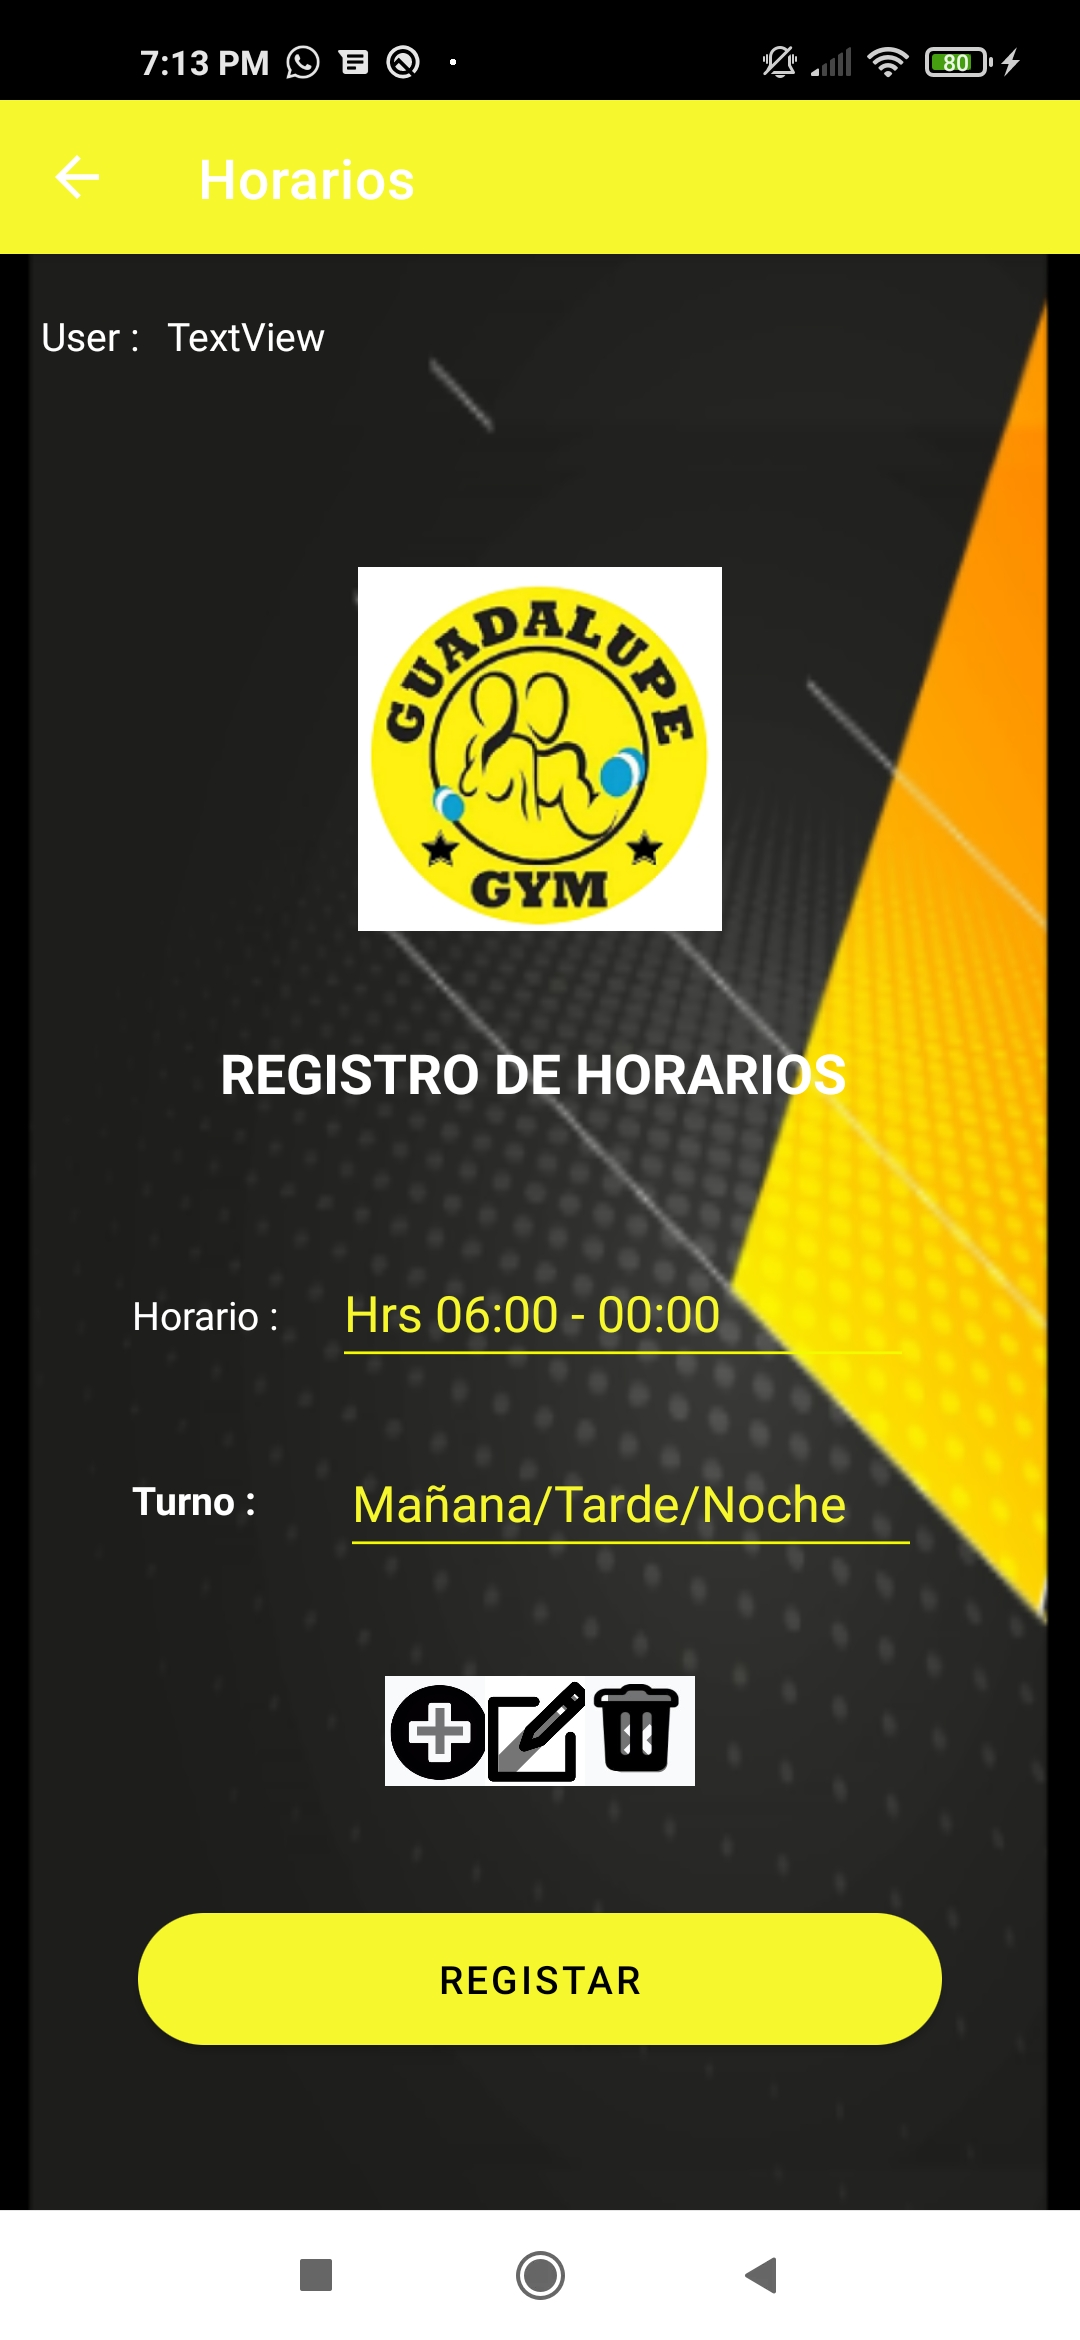 7:13 PM
80
Horarios
User : TextView
GUADALUPE
GYM
REGISTRO DE HORARIOS
Horario : Hrs 06:00 - 00:00
Turno : Mañana/Tarde/Noche
REGISTAR